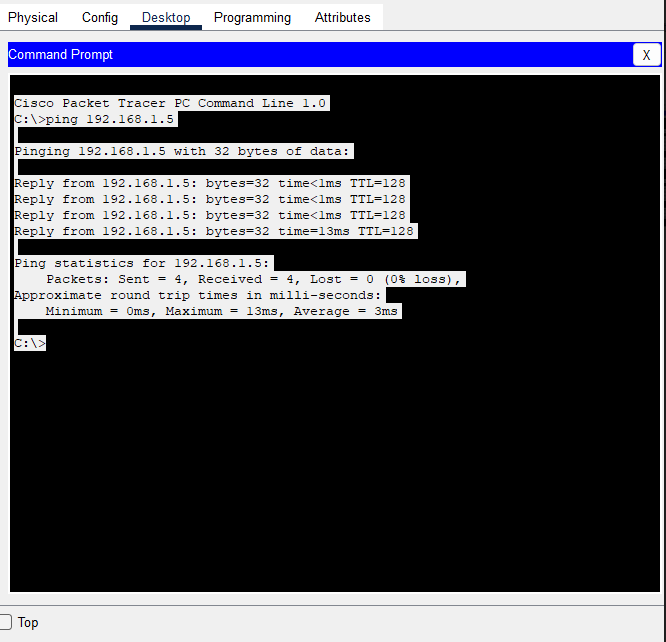 Physical Config Desktop Programming Attributes
Command Prompt X
Cisco Packet Tracer PC Command Line 1.0
C:\>ping 192.168.1.5
Pinging 192.168.1.5 with 32 bytes of data:
Reply from 192.168.1.5: bytes=32 time<1ms TTL=128
Reply from 192.168.1.5: bytes=32 time<1ms TTL=128
Reply from 192.168.1.5: bytes=32 time<1ms TTL=128
Reply from 192.168.1.5: bytes=32 time=13ms TTL=128
Ping statistics for 192.168.1.5:
Packets: Sent = 4, Received = 4, Lost = 0 (0% loss),
Approximate round trip times in milli-seconds:
Minimum = 0ms, Maximum = 13ms, Average = 3ms
C:\>
Top